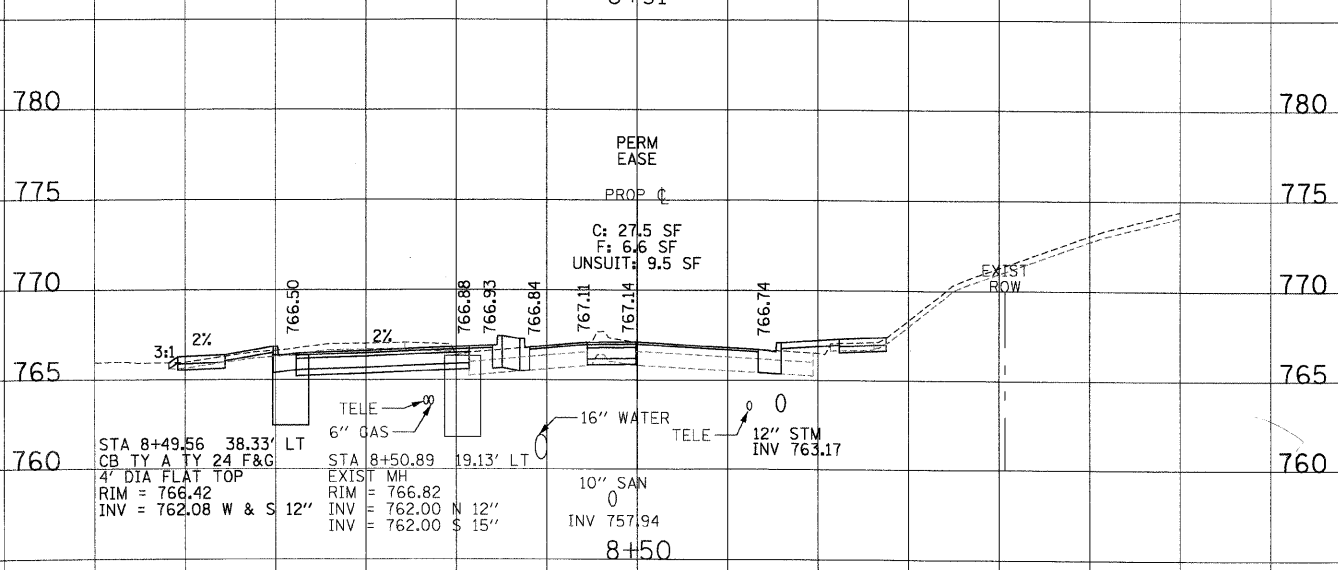 780 780
PERM
EASE
775 775
PROP ℄
C: 27.5 SF
F: 6.6 SF
UNSUIT: 9.5 SF
770 770
EXIST
ROW
766.50
766.88
766.93
766.84
767.11
767.14
766.74
3:1
2%
2%
765 765
TELE
6" GAS
16" WATER
TELE
12" STM
INV 763.17
STA 8+49.56 38.33' LT
CB TY A TY 24 F&G
4' DIA FLAT TOP
RIM = 766.42
INV = 762.08 W & S 12"
STA 8+50.89 19.13' LT
EXIST MH
RIM = 766.82
INV = 762.00 N 12"
INV = 762.00 S 15"
760 760
10" SAN
INV 757.94
8+50